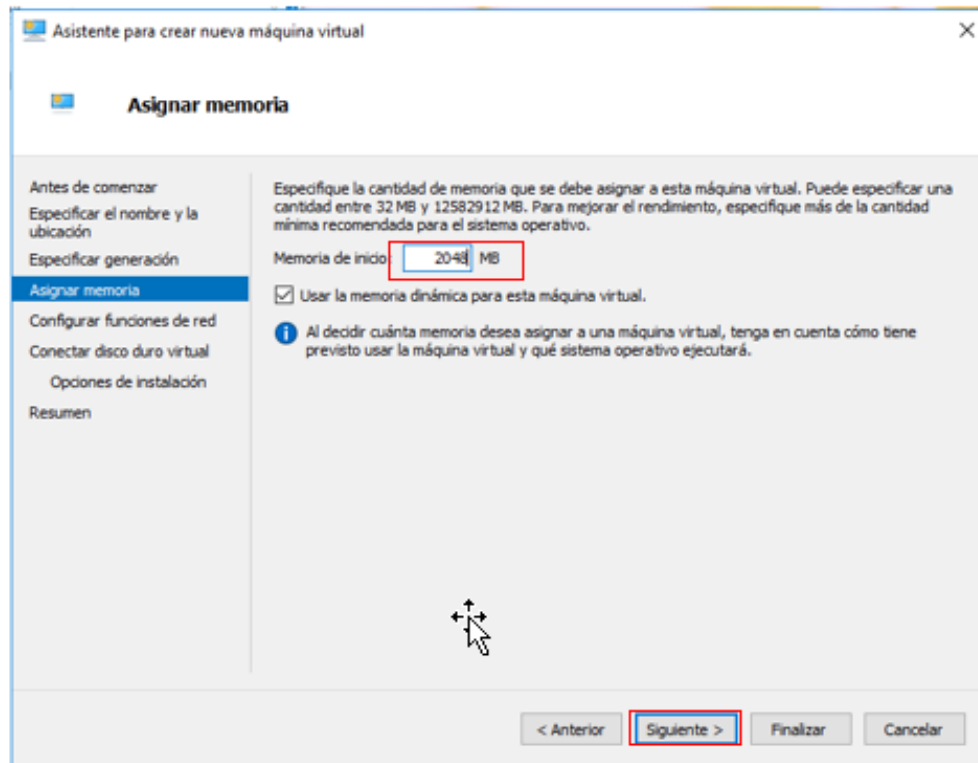 Asistente para crear nueva máquina virtual
Asignar memoria
Antes de comenzar
Especificar el nombre y la
ubicación
Especificar generación
Asignar memoria
Configurar funciones de red
Conectar disco duro virtual
Opciones de instalación
Resumen
Especifique la cantidad de memoria que se debe asignar a esta máquina virtual. Puede especificar una
cantidad entre 32 MB y 12582912 MB. Para mejorar el rendimiento, especifique más de la cantidad
mínima recomendada para el sistema operativo.
Memoria de inicio: 2048 MB
Usar la memoria dinámica para esta máquina virtual.
Al decidir cuánta memoria desea asignar a una máquina virtual, tenga en cuenta cómo tiene
previsto usar la máquina virtual y qué sistema operativo ejecutará.
< Anterior Siguiente > Finalizar Cancelar